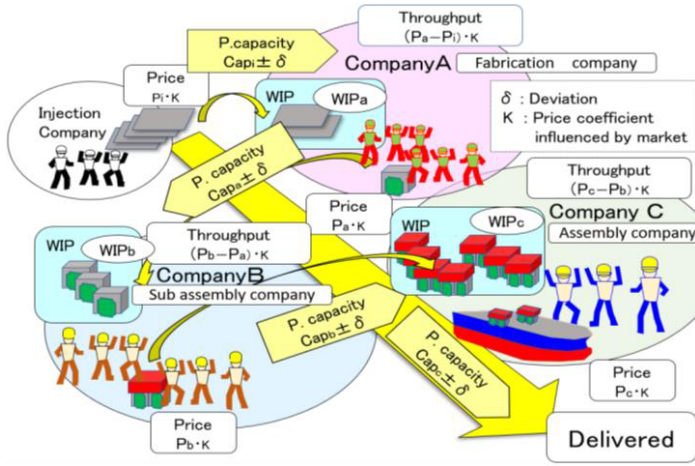 Throughput
(Pa−Pi)・K
P.capacity
Capi± δ
CompanyA
Fabrication company
Price
Pi・K
WIP
WIPa
Injection
Company
δ : Deviation
K : Price coefficient
influenced by market
P. capacity
Capa± δ
Throughput
(Pc−Pb)・K
Price
Pa・K
WIP
WIPc
Company C
Assembly company
WIP
WIPb
Throughput
(Pb−Pa)・K
CompanyB
Sub assembly company
P. capacity
Capb± δ
P. capacity
Capc± δ
Price
Pc・K
Price
Pb・K
Delivered